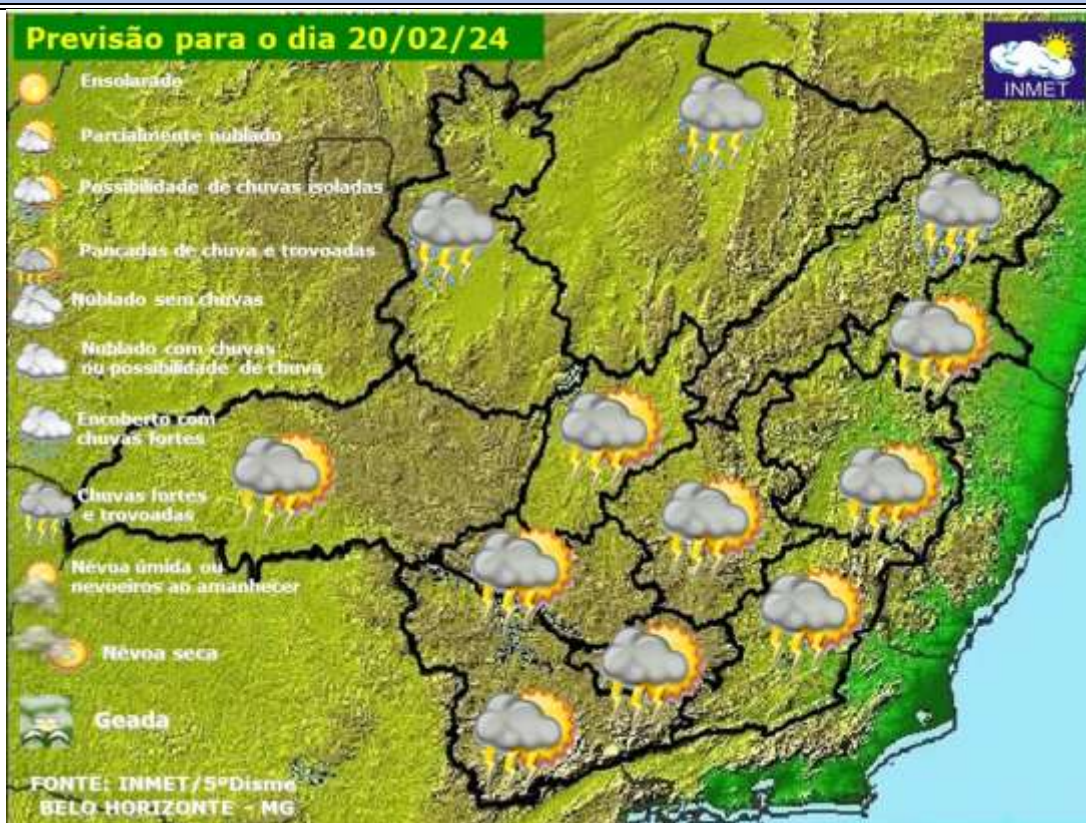 Previsão para o dia 20/02/24
INMET
Ensolarado
Parcialmente nublado
Possibilidade de chuvas isoladas
Pancadas de chuva e trovoadas
Nublado sem chuvas
Nublado com chuvas
ou possibilidade de chuva
Encoberto com
chuvas fortes
Chuvas fortes
e trovoadas
Névoa úmida ou
nevoeiros ao amanhecer
Névoa seca
Geada
FONTE: INMET/5ºDisme
BELO HORIZONTE - MG